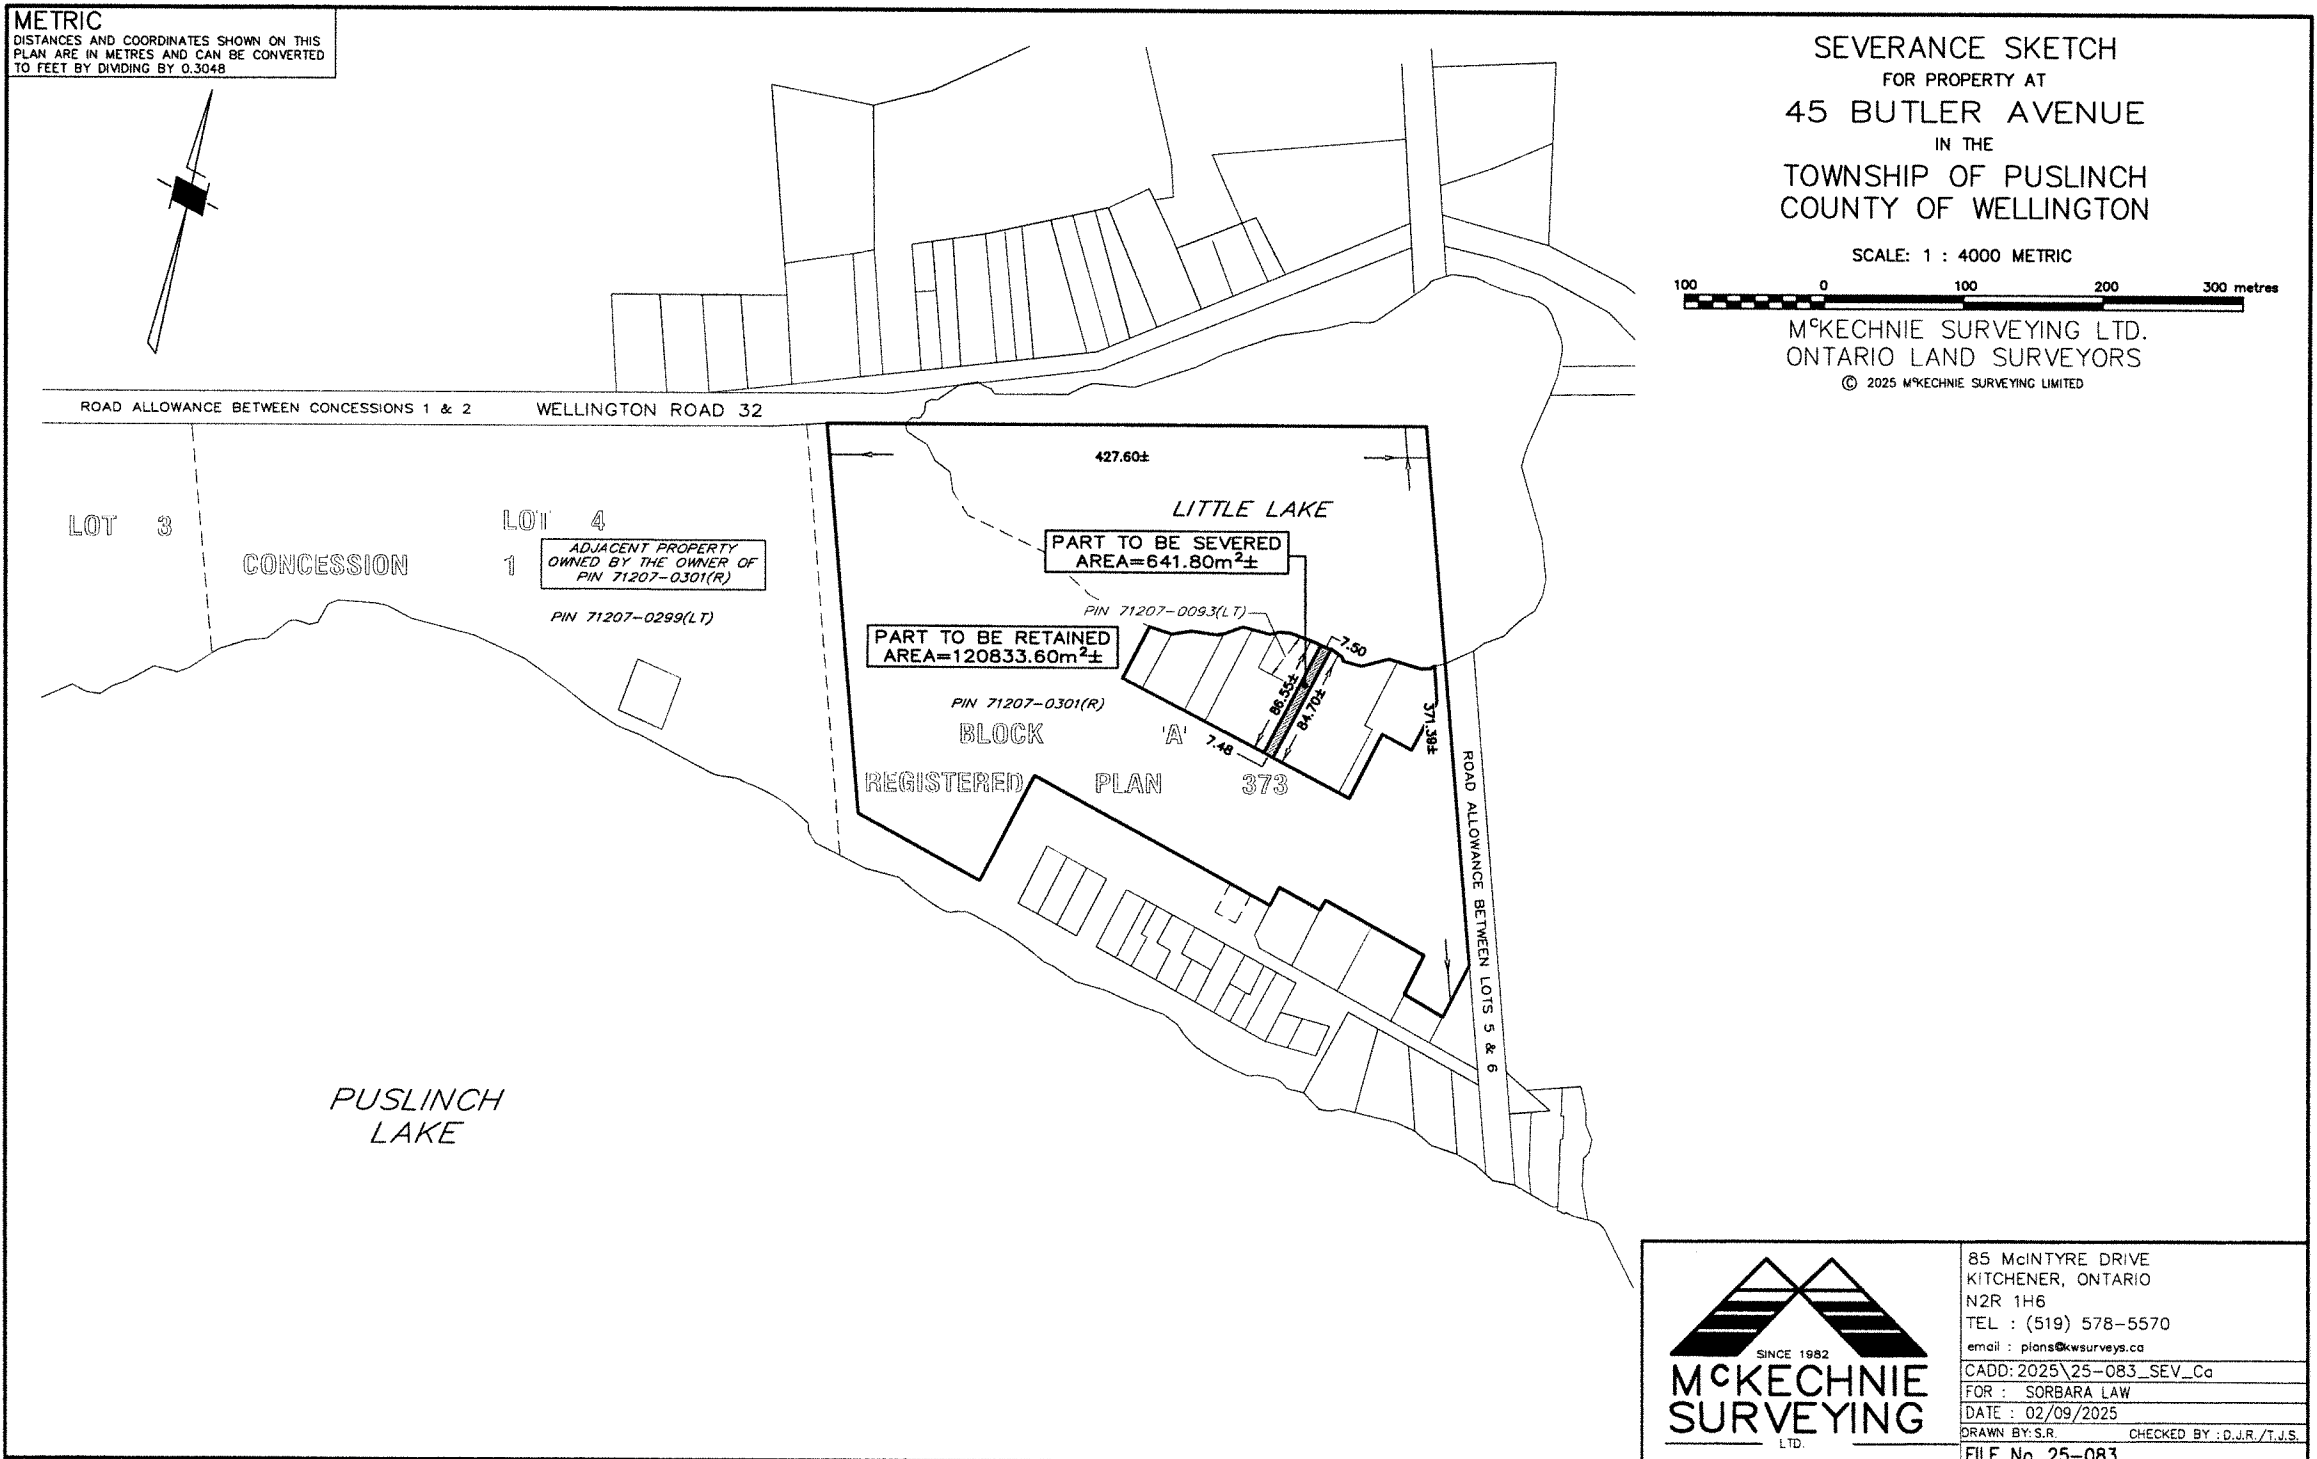 METRIC
DISTANCES AND COORDINATES SHOWN ON THIS
PLAN ARE IN METRES AND CAN BE CONVERTED
TO FEET BY DIVIDING BY 0.3048
SEVERANCE SKETCH
FOR PROPERTY AT
45 BUTLER AVENUE
IN THE
TOWNSHIP OF PUSLINCH
COUNTY OF WELLINGTON
SCALE: 1 : 4000 METRIC
100 0 100 200 300 metres
McKECHNIE SURVEYING LTD.
ONTARIO LAND SURVEYORS
© 2025 McKECHNIE SURVEYING LIMITED
ROAD ALLOWANCE BETWEEN CONCESSIONS 1 & 2 WELLINGTON ROAD 32
427.60±
LITTLE LAKE
LOT 3
LOT 4
CONCESSION 1
ADJACENT PROPERTY
OWNED BY THE OWNER OF
PIN 71207-0301(R)
PIN 71207-0299(LT)
PART TO BE SEVERED
AREA=641.80m²±
PIN 71207-0093(LT)
PART TO BE RETAINED
AREA=120833.60m²±
7.50
86.55±
84.70±
7.48
371.39±
PIN 71207-0301(R)
BLOCK 'A'
REGISTERED PLAN 373
ROAD ALLOWANCE BETWEEN LOTS 5 & 6
PUSLINCH
LAKE
SINCE 1982
McKECHNIE
SURVEYING
LTD.
85 McINTYRE DRIVE
KITCHENER, ONTARIO
N2R 1H6
TEL : (519) 578-5570
email : plans@kwsurveys.ca
CADD: 2025\25-083_SEV_Ca
FOR : SORBARA LAW
DATE : 02/09/2025
DRAWN BY: S.R. CHECKED BY : D.J.R./T.J.S.
FILE No. 25-083